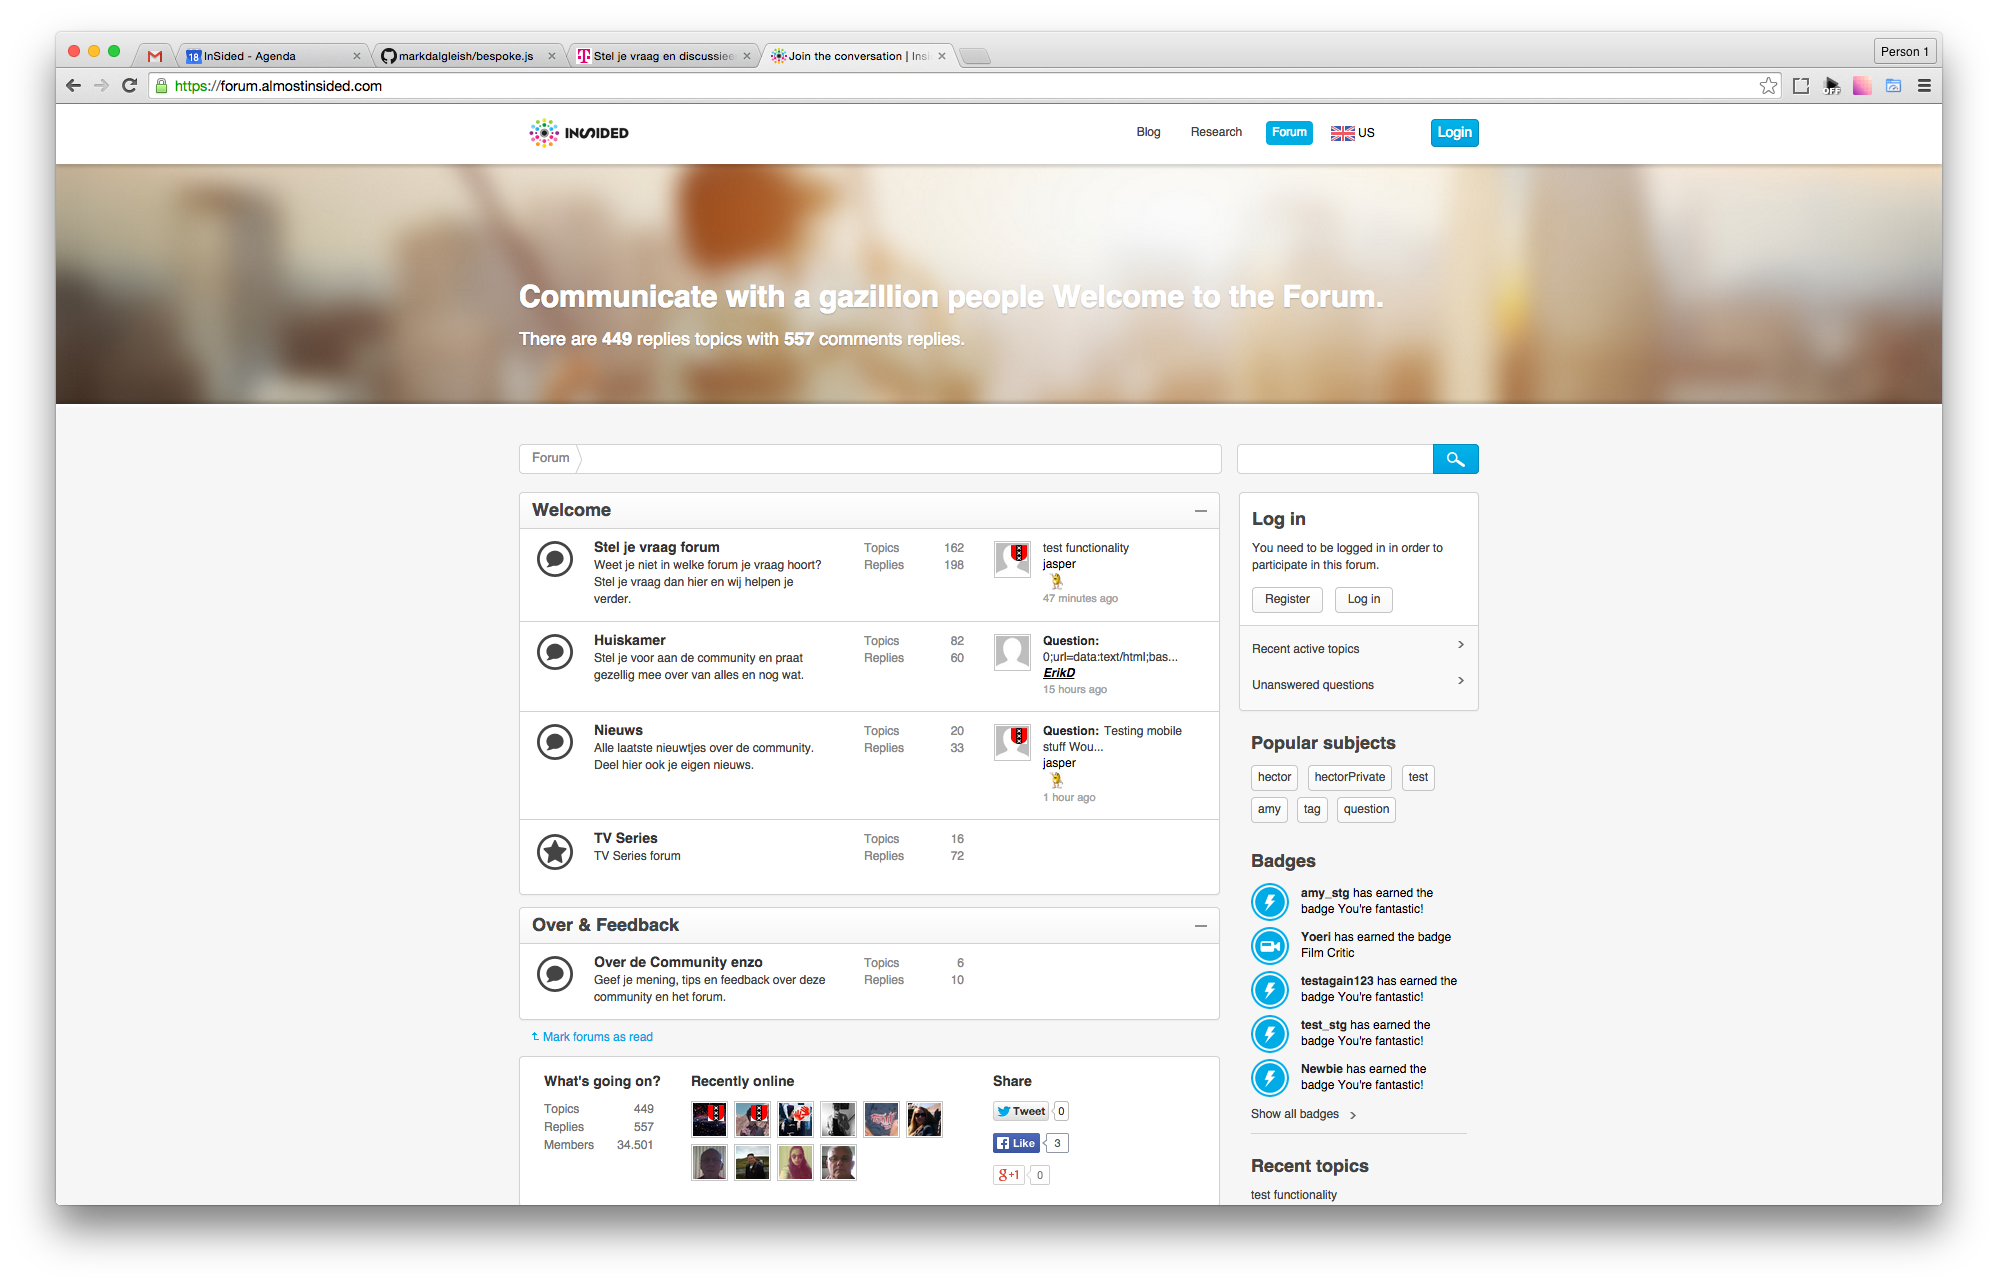 Person 1
18 InSided - Agenda
markdalgleish/bespoke.js
Stel je vraag en discussiee
Join the conversation | Insi
https://forum.almostinsided.com
OFF
INSIDED
Blog
Research
Forum
US
Login
Communicate with a gazillion people Welcome to the Forum.
There are 449 replies topics with 557 comments replies.
Forum
Welcome
Stel je vraag forum
Weet je niet in welke forum je vraag hoort?
Stel je vraag dan hier en wij helpen je
verder.
Topics 162
Replies 198
test functionality
jasper
47 minutes ago
Huiskamer
Stel je voor aan de community en praat
gezellig mee over van alles en nog wat.
Topics 82
Replies 60
Question:
0;url=data:text/html;bas...
ErikD
15 hours ago
Nieuws
Alle laatste nieuwtjes over de community.
Deel hier ook je eigen nieuws.
Topics 20
Replies 33
Question: Testing mobile
stuff Wou...
jasper
1 hour ago
TV Series
TV Series forum
Topics 16
Replies 72
Over & Feedback
Over de Community enzo
Geef je mening, tips en feedback over deze
community en het forum.
Topics 6
Replies 10
Mark forums as read
What's going on?
Topics 449
Replies 557
Members 34.501
Recently online
Share
Tweet 0
Like 3
g+1 0
Log in
You need to be logged in in order to
participate in this forum.
Register
Log in
Recent active topics
Unanswered questions
Popular subjects
hector
hectorPrivate
test
amy
tag
question
Badges
amy_stg has earned the
badge You're fantastic!
Yoeri has earned the badge
Film Critic
testagain123 has earned the
badge You're fantastic!
test_stg has earned the
badge You're fantastic!
Newbie has earned the
badge You're fantastic!
Show all badges
Recent topics
test functionality